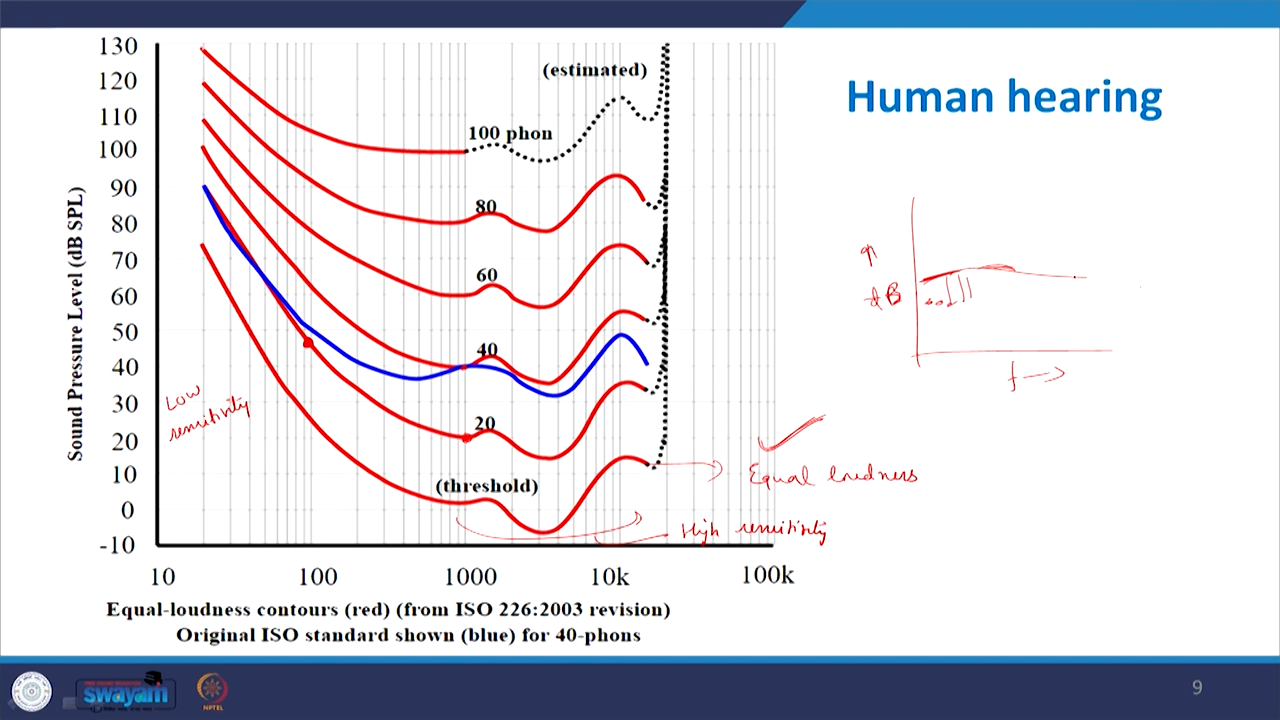 Human hearing
130
120
110
100
90
80
70
60
50
40
30
20
10
0
-10
Sound Pressure Level (dB SPL)
(estimated)
100 phon
80
60
40
20
(threshold)
Low
sensitivity
Equal loudness
High sensitivity
dB
f
10 100 1000 10k 100k
Equal-loudness contours (red) (from ISO 226:2003 revision)
Original ISO standard shown (blue) for 40-phons
swayam
NPTEL
9